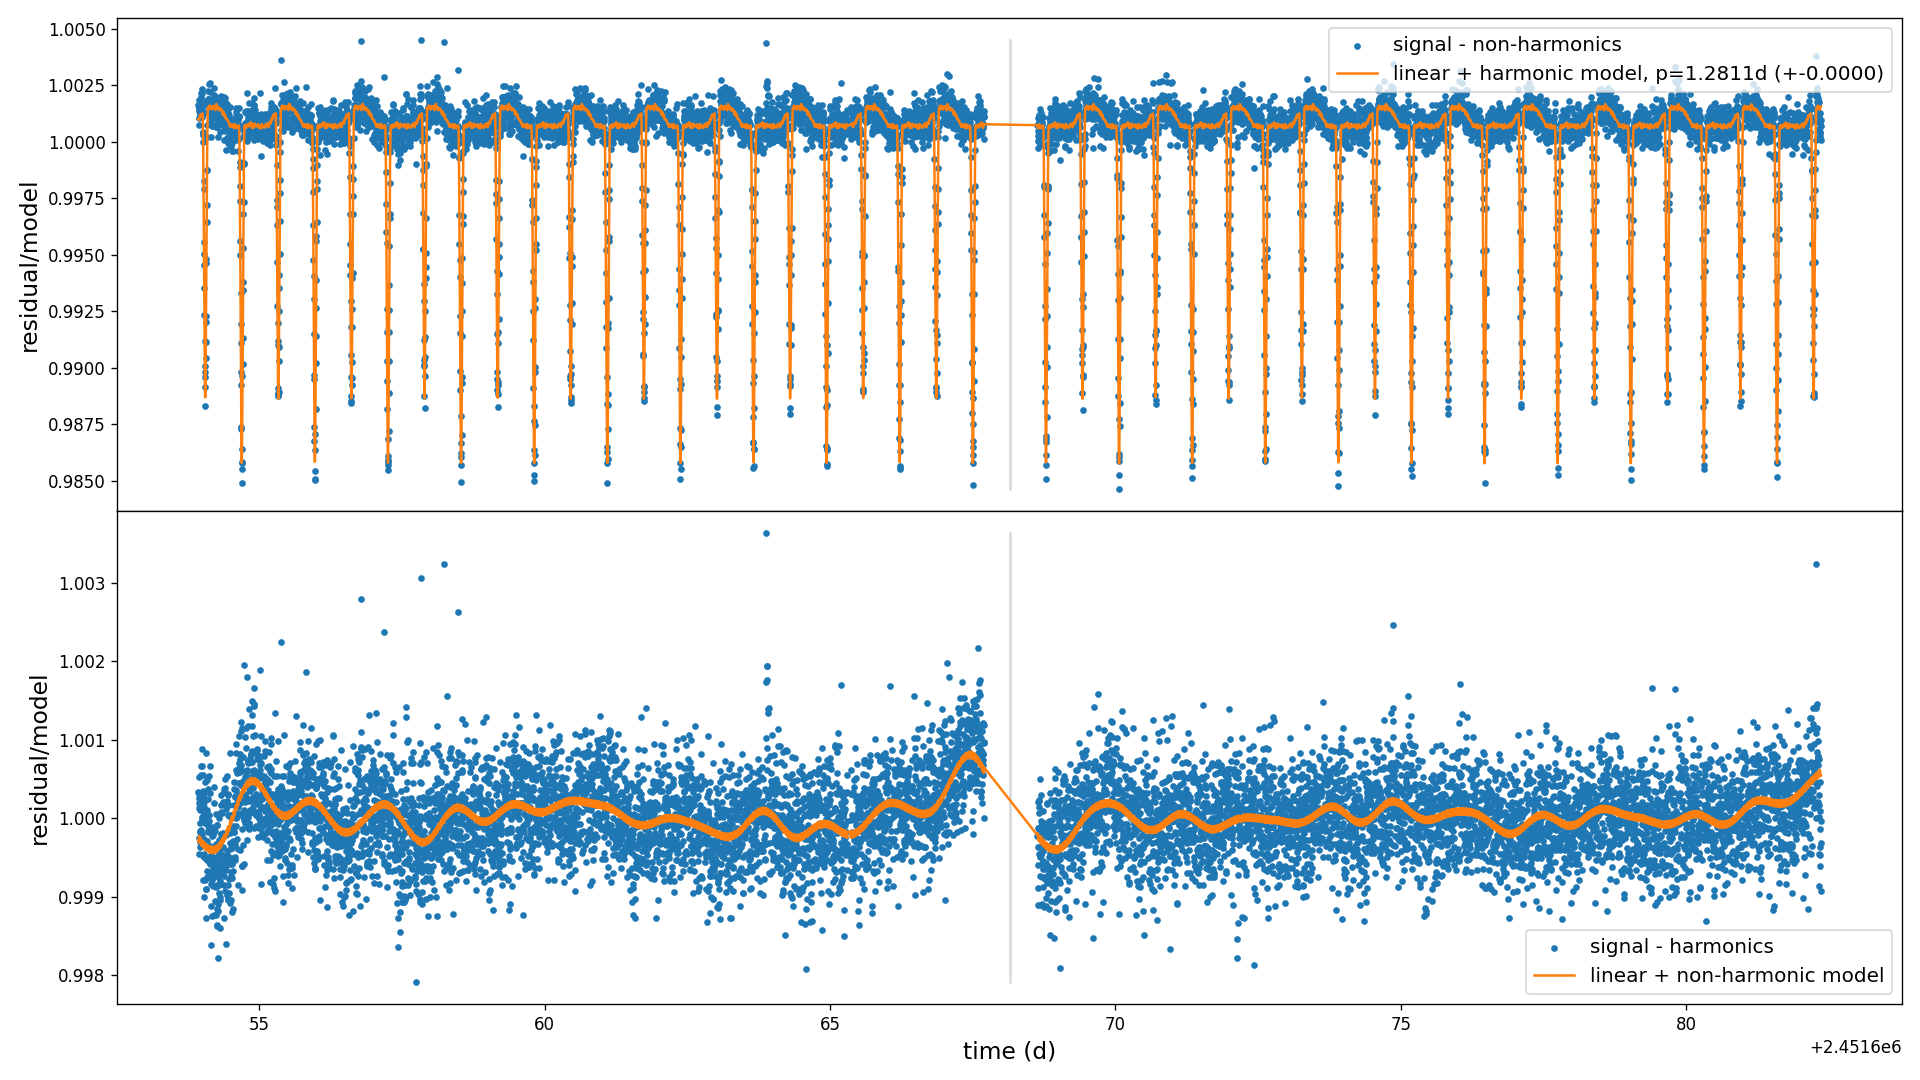 1.0050
1.0025
1.0000
0.9975
0.9950
0.9925
0.9900
0.9875
0.9850
residual/model
signal - non-harmonics
linear + harmonic model, p=1.2811d (+-0.0000)
1.003
1.002
1.001
1.000
0.999
0.998
residual/model
signal - harmonics
linear + non-harmonic model
55
60
65
70
75
80
time (d)
+2.4516e6